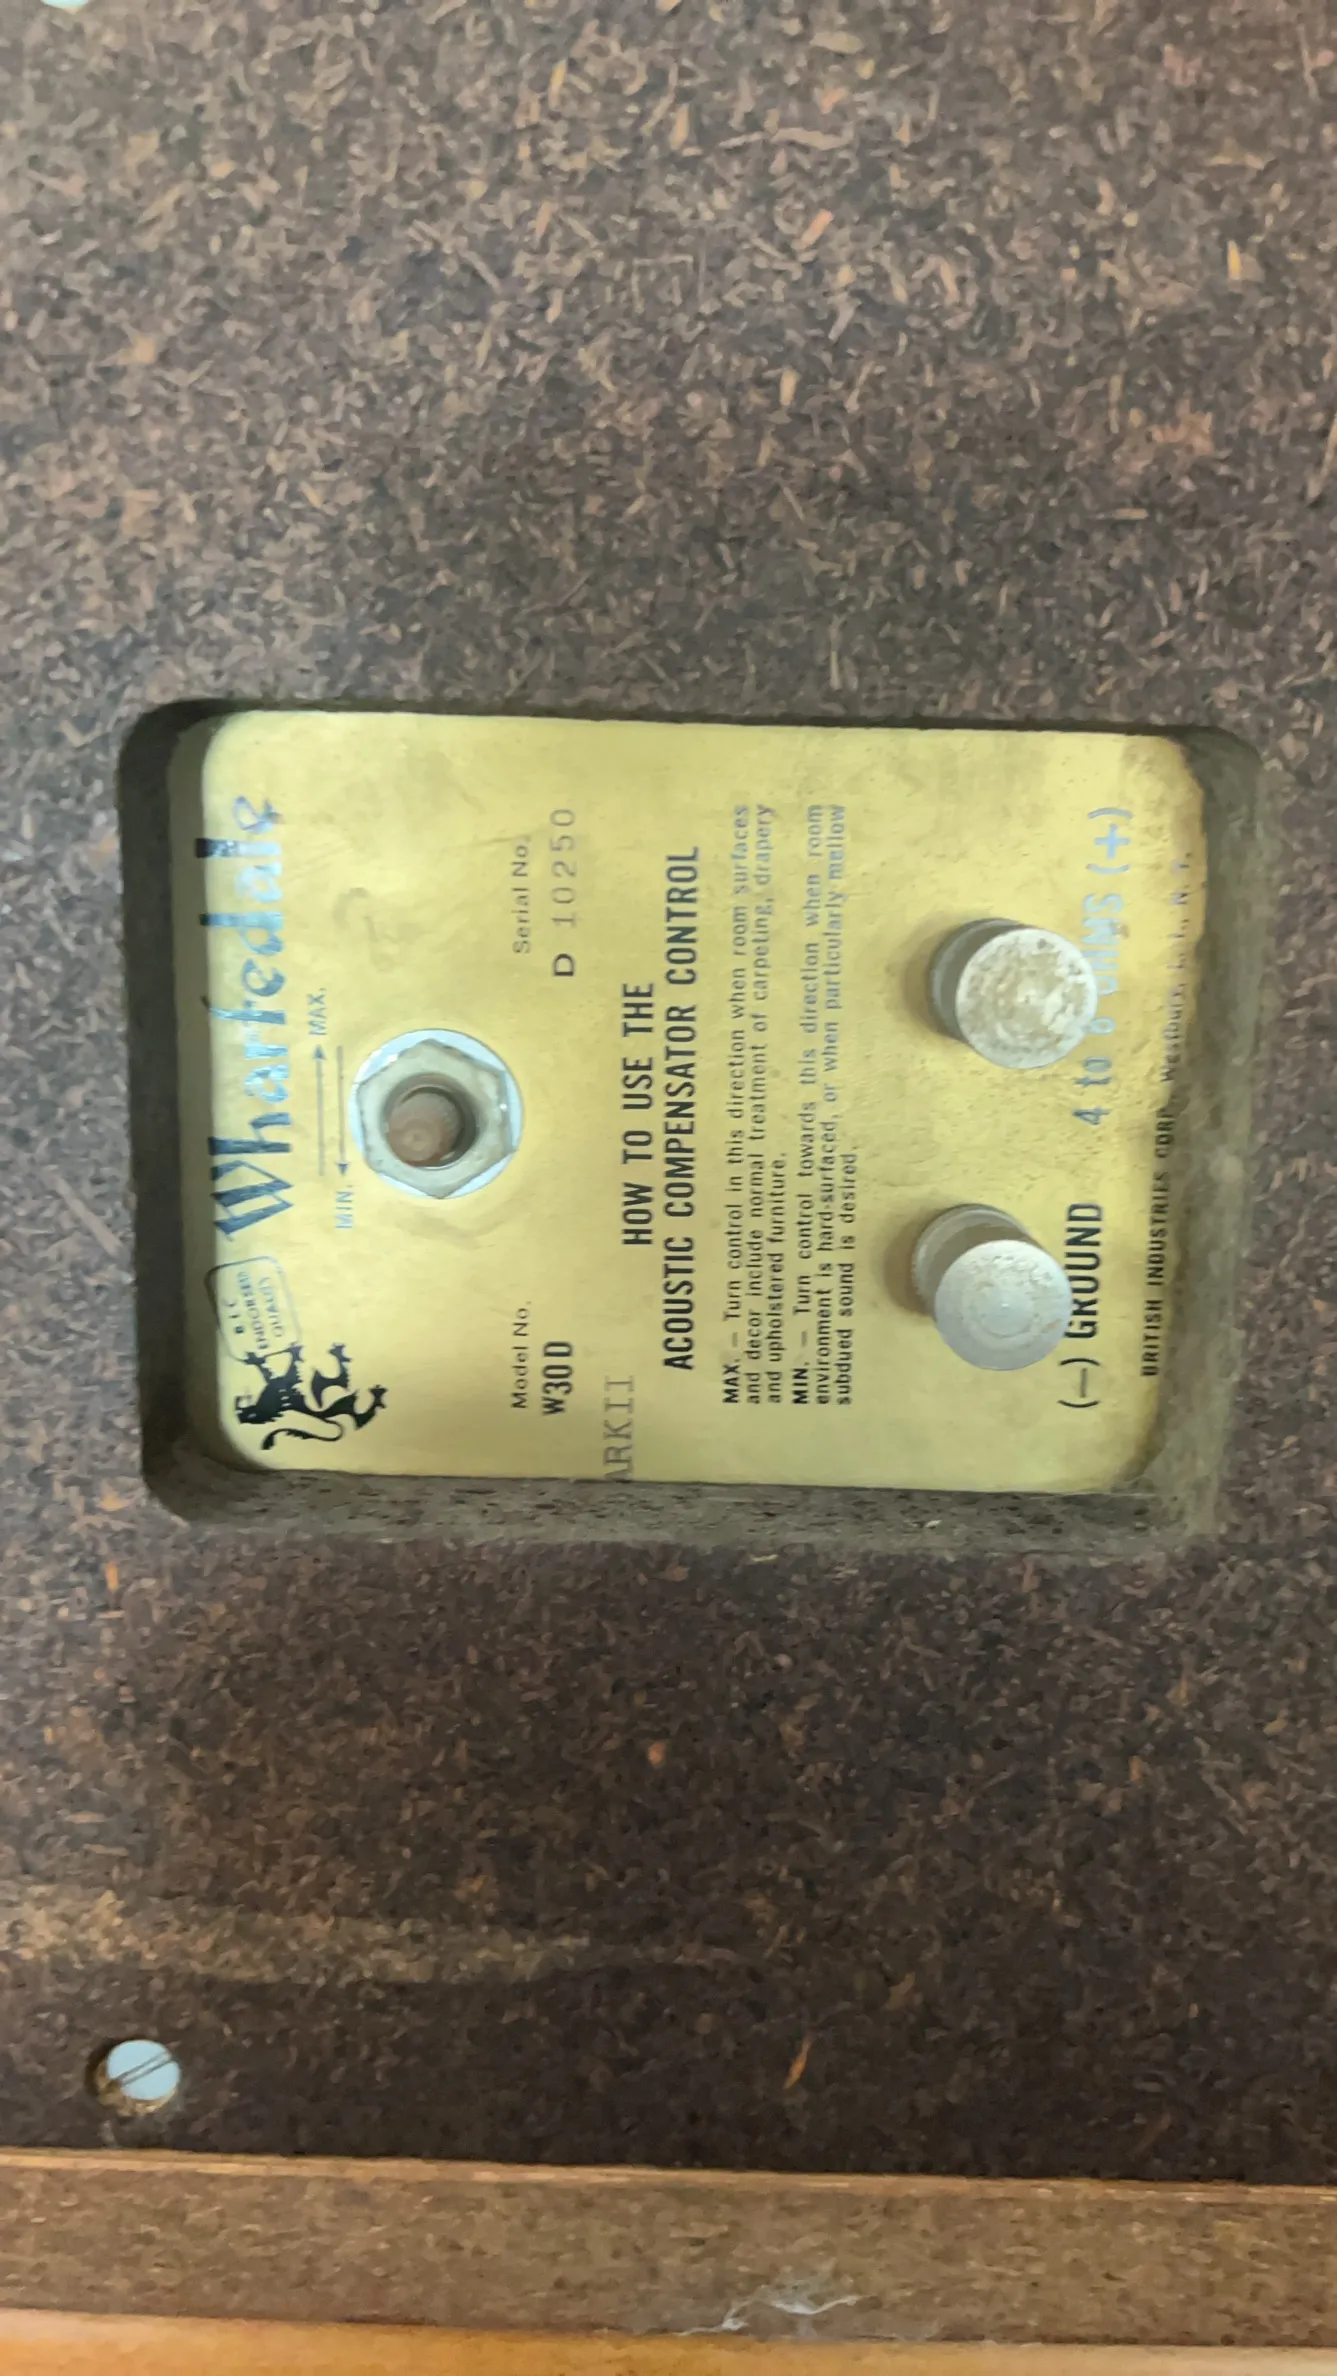 B.I.C.
ENDORSED
QUALITY
Wharfedale
MIN. MAX.
Model No. Serial No.
W30D D 10250
ARKII
HOW TO USE THE
ACOUSTIC COMPENSATOR CONTROL
MAX. — Turn control in this direction when room surfaces
and decor include normal treatment of carpeting, drapery
and upholstered furniture.
MIN. — Turn control towards this direction when room
environment is hard-surfaced, or when particularly mellow
subdued sound is desired.
(—) GROUND 4 to 8 OHMS (+)
BRITISH INDUSTRIES CORP. Westbury, L. I., N. Y.